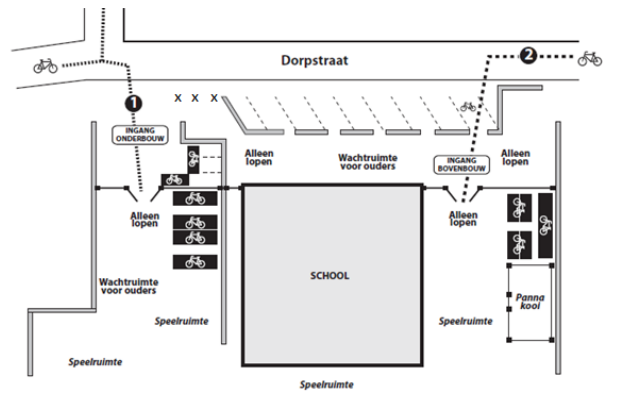 Dorpstraat
2
1
X X X
INGANG
ONDERBOUW
Alleen
lopen
Wachtruimte
voor ouders
INGANG
BOVENBOUW
Alleen
lopen
Alleen
lopen
Alleen
lopen
SCHOOL
Wachtruimte
voor ouders
Panna
kooi
Speelruimte
Speelruimte
Speelruimte
Speelruimte